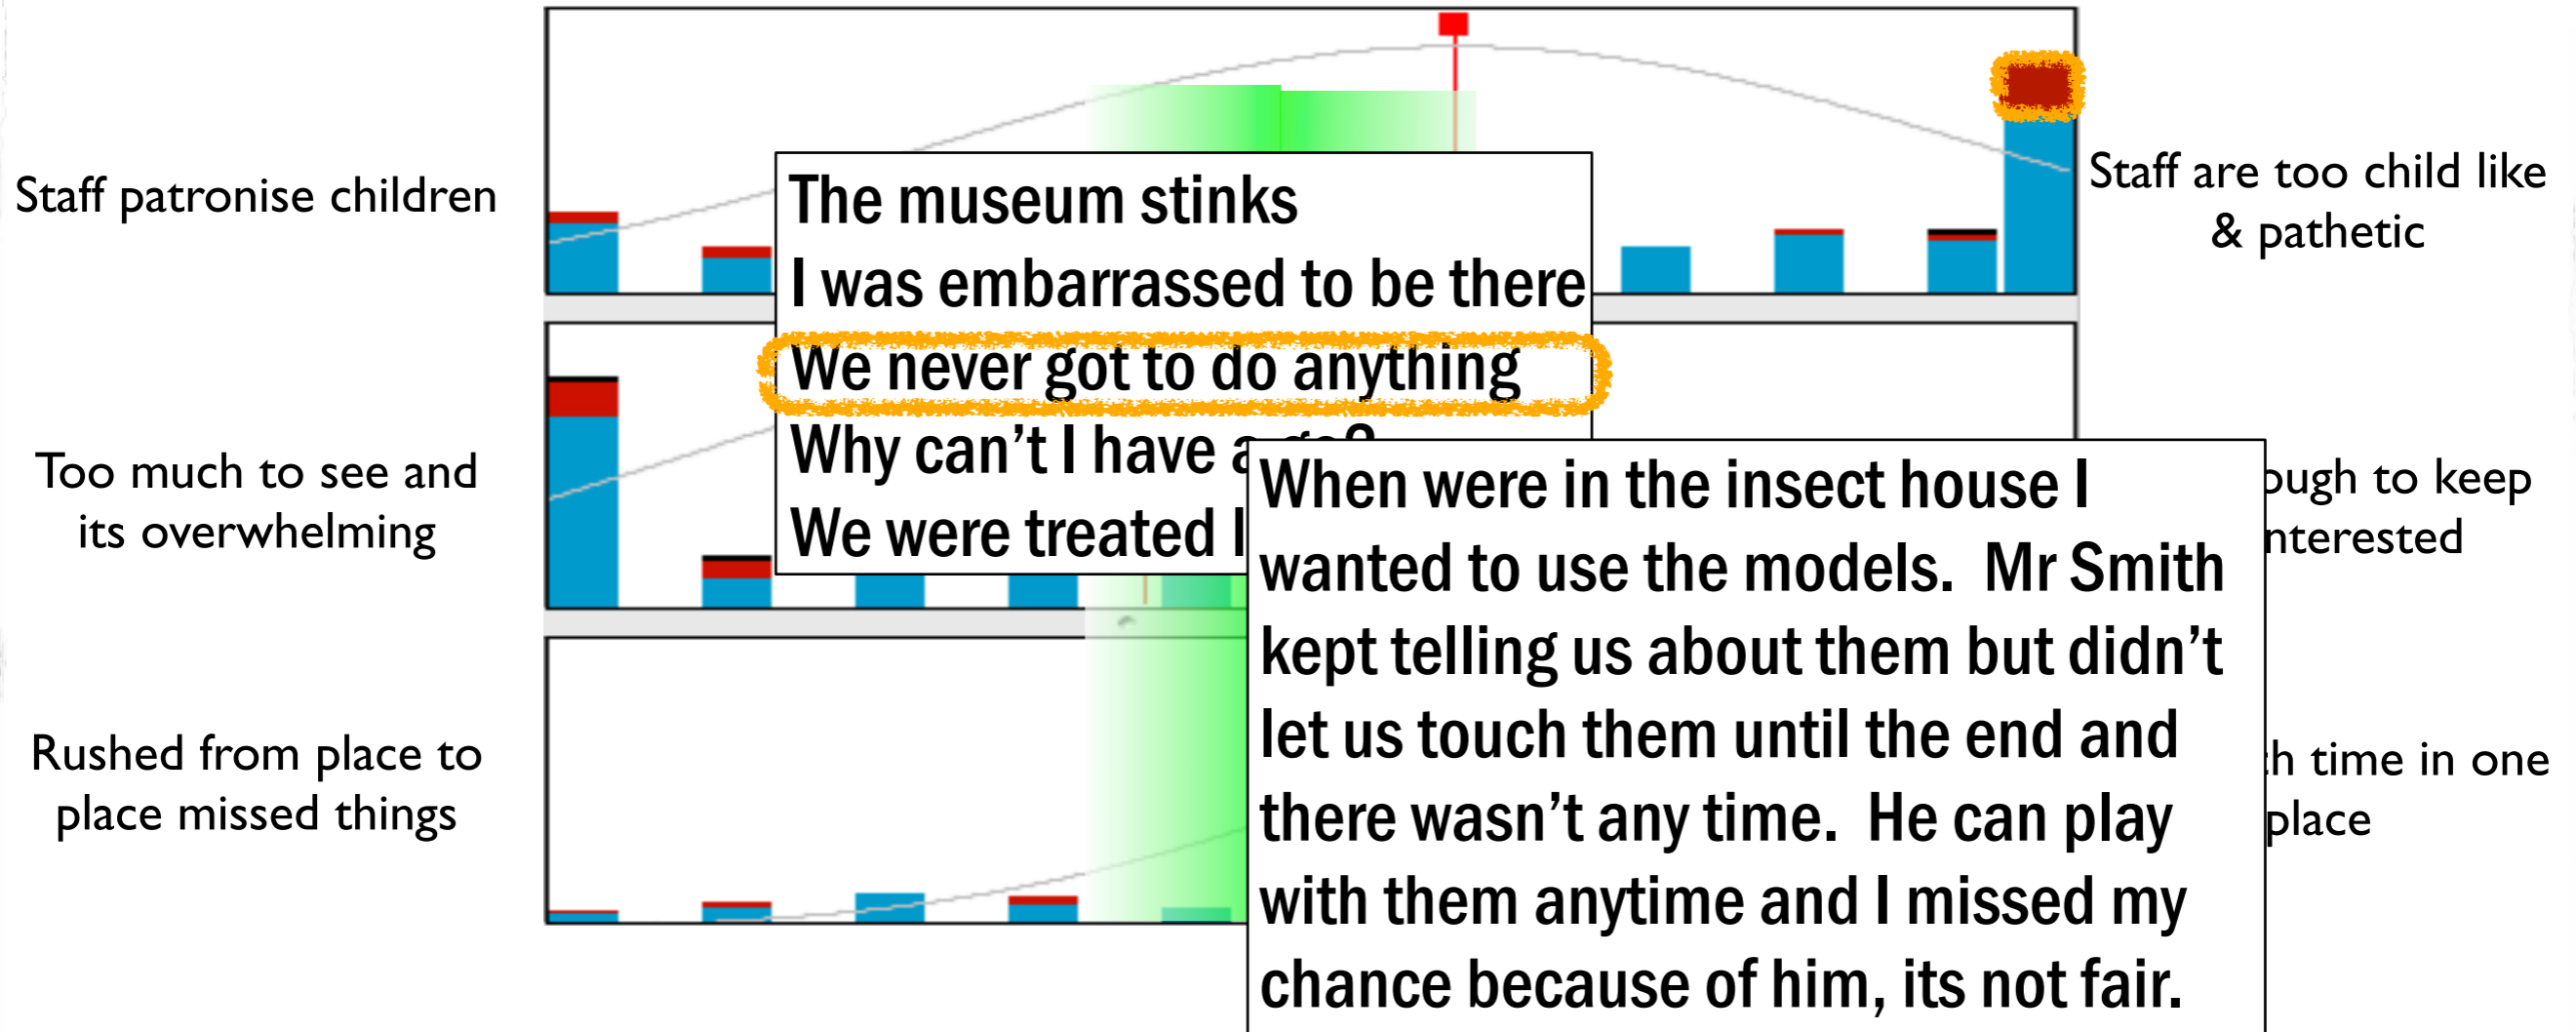 Staff patronise children
Staff are too child like
& pathetic
The museum stinks
I was embarrassed to be there
We never got to do anything
Why can't I have a go?
We were treated
Too much to see and
its overwhelming
to keep
Rushed from place to
place missed things
time in one
place
When were in the insect house I
wanted to use the models.  Mr Smith
kept telling us about them but didn't
let us touch them until the end and
there wasn't any time.  He can play
with them anytime and I missed my
chance because of him, its not fair.